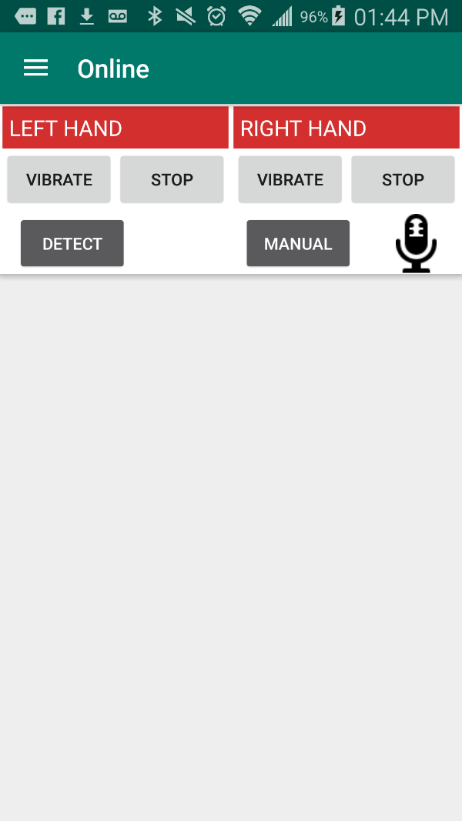 96% 01:44 PM
Online
LEFT HAND RIGHT HAND
VIBRATE STOP VIBRATE STOP
DETECT MANUAL